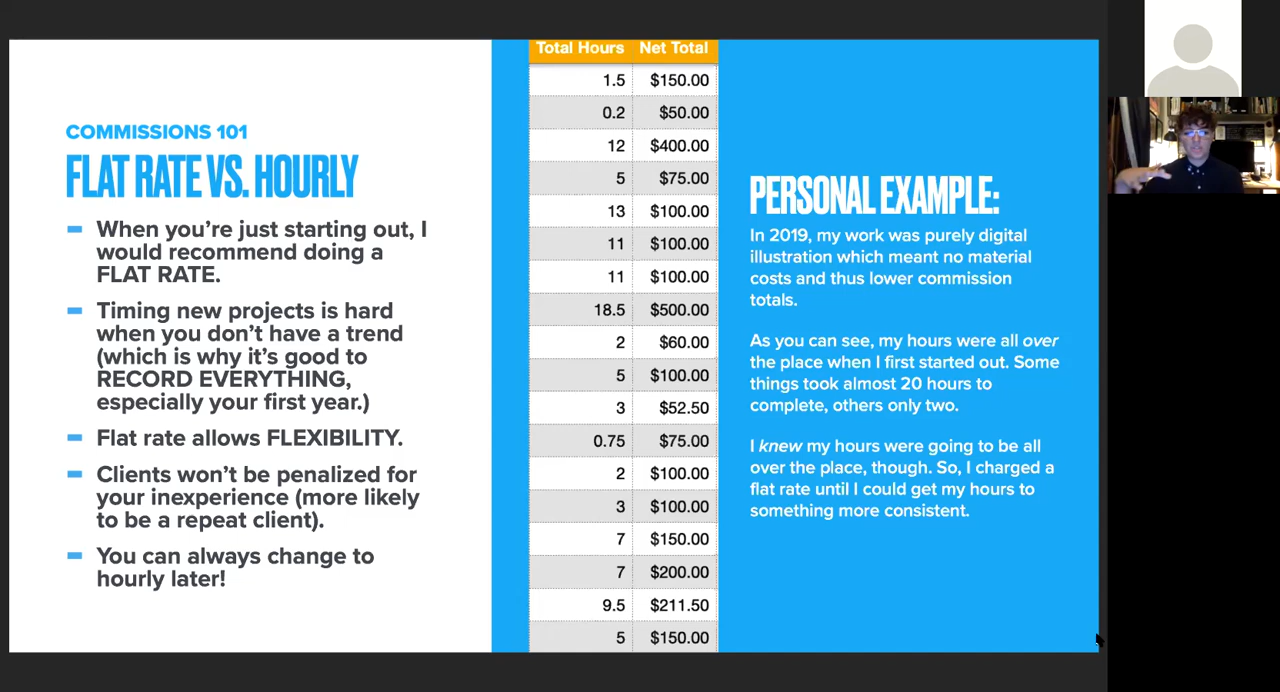 COMMISSIONS 101
FLAT RATE VS. HOURLY
When you’re just starting out, I
would recommend doing a
FLAT RATE.
Timing new projects is hard
when you don’t have a trend
(which is why it’s good to
RECORD EVERYTHING,
especially your first year.)
Flat rate allows FLEXIBILITY.
Clients won’t be penalized for
your inexperience (more likely
to be a repeat client).
You can always change to
hourly later!
Total Hours Net Total
1.5 $150.00
0.2 $50.00
12 $400.00
5 $75.00
13 $100.00
11 $100.00
11 $100.00
18.5 $500.00
2 $60.00
5 $100.00
3 $52.50
0.75 $75.00
2 $100.00
3 $100.00
7 $150.00
7 $200.00
9.5 $211.50
5 $150.00
PERSONAL EXAMPLE:
In 2019, my work was purely digital
illustration which meant no material
costs and thus lower commission
totals.
As you can see, my hours were all over
the place when I first started out. Some
things took almost 20 hours to
complete, others only two.
I knew my hours were going to be all
over the place, though. So, I charged a
flat rate until I could get my hours to
something more consistent.